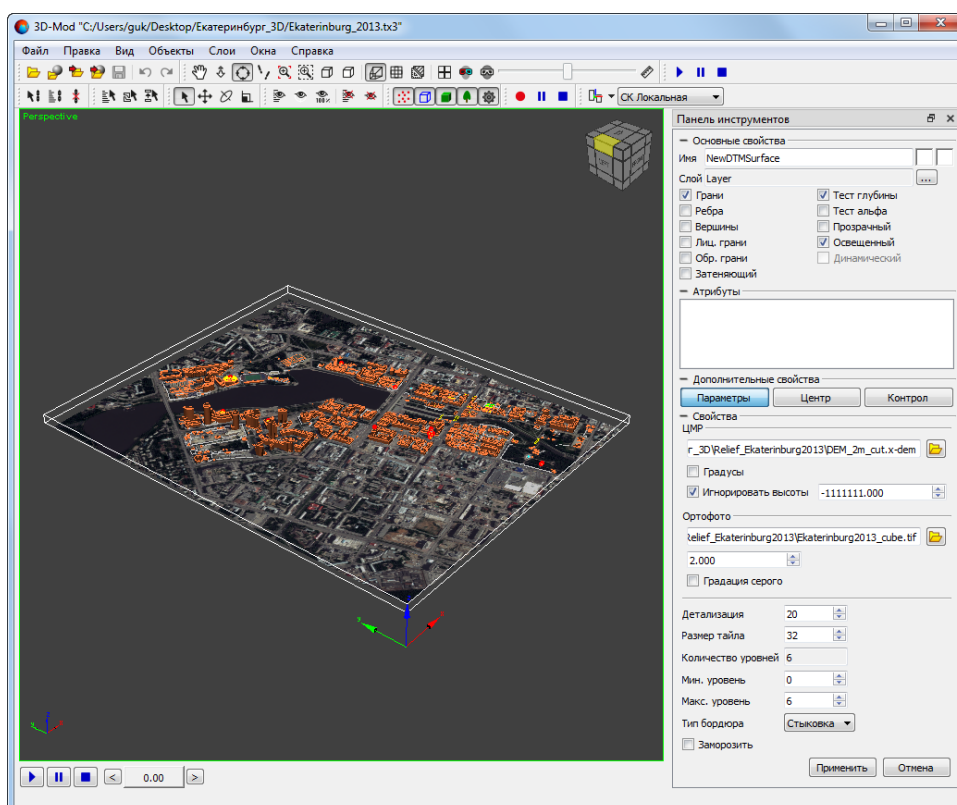 3D-Mod "C:/Users/guk/Desktop/Екатеринбург_3D/Ekaterinburg_2013.tx3"
Файл Правка Вид Объекты Слои Окна Справка
100%
СК Локальная
Perspective
Панель инструментов
Основные свойства
Имя NewDTMSurface
Слой Layer ...
Грани Тест глубины
Ребра Тест альфа
Вершины Прозрачный
Лиц. грани Освещенный
Обр. грани Динамический
Затеняющий
Атрибуты
Дополнительные свойства
Параметры Центр Контрол
Свойства
ЦМР
r_3D\Relief_Ekaterinburg2013\DEM_2m_cut.x-dem
Градусы
Игнорировать высоты -1111111.000
Ортофото
Relief_Ekaterinburg2013\Ekaterinburg2013_cube.tif
2.000
Градация серого
Детализация 20
Размер тайла 32
Количество уровней 6
Мин. уровень 0
Макс. уровень 6
Тип бордюра Стыковка
Заморозить
Применить Отмена
< 0.00 >